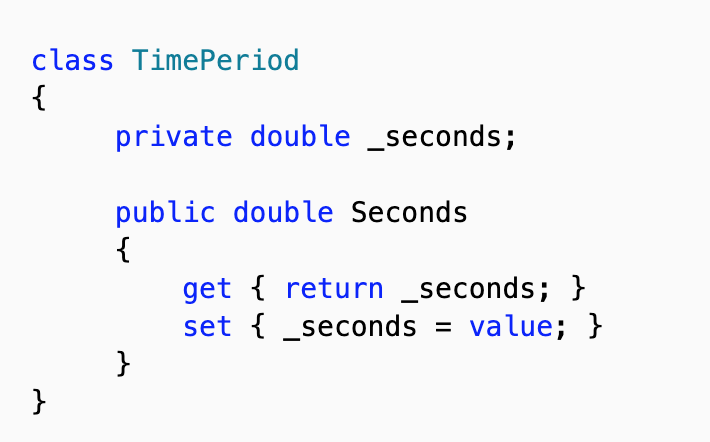 class TimePeriod
{
     private double _seconds;

     public double Seconds
     {
         get { return _seconds; }
         set { _seconds = value; }
     }
}